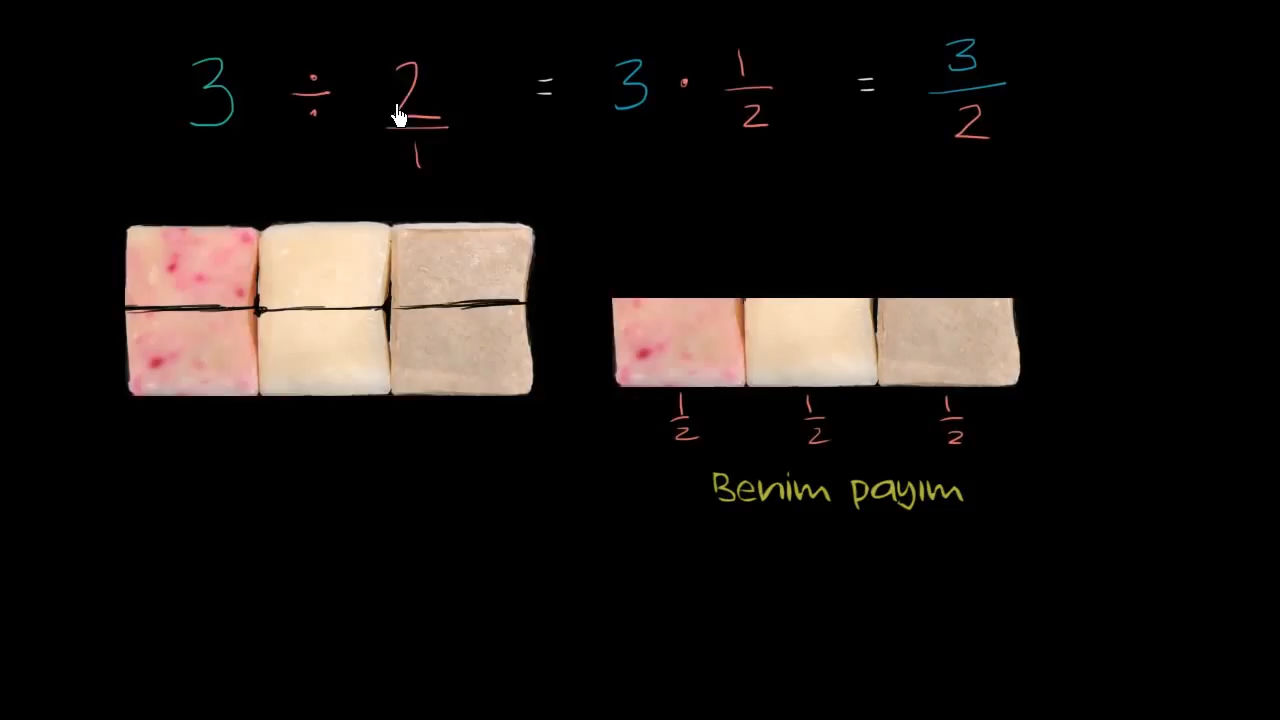 3 ÷ 2/1 = 3 · 1/2 = 3/2
1/2 1/2 1/2
Benim payım